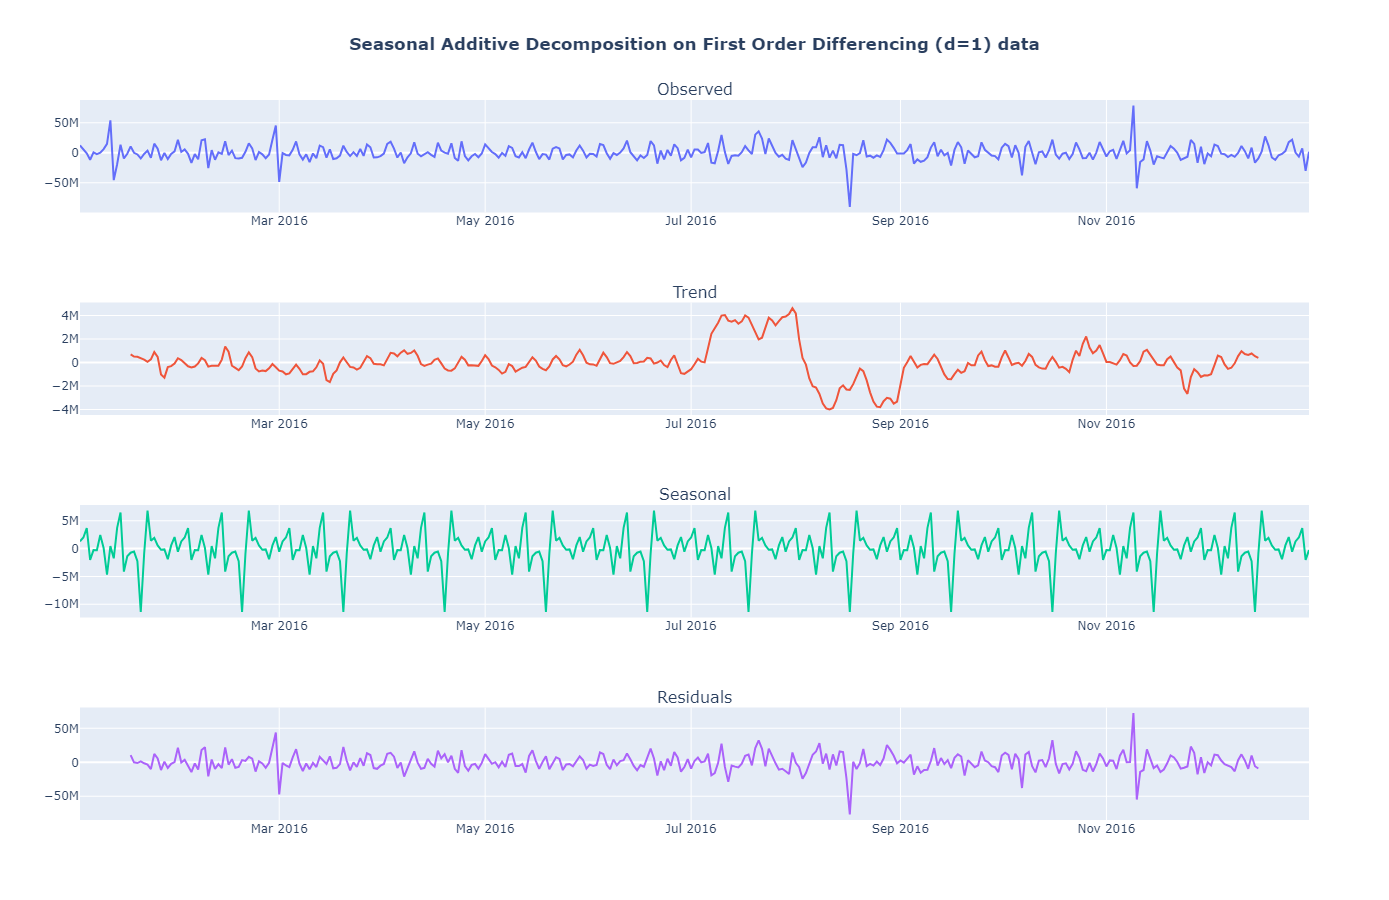 Seasonal Additive Decomposition on First Order Differencing (d=1) data
Observed
50M
0
−50M
Mar 2016 May 2016 Jul 2016 Sep 2016 Nov 2016
Trend
4M
2M
0
−2M
−4M
Mar 2016 May 2016 Jul 2016 Sep 2016 Nov 2016
Seasonal
5M
0
−5M
−10M
Mar 2016 May 2016 Jul 2016 Sep 2016 Nov 2016
Residuals
50M
0
−50M
Mar 2016 May 2016 Jul 2016 Sep 2016 Nov 2016